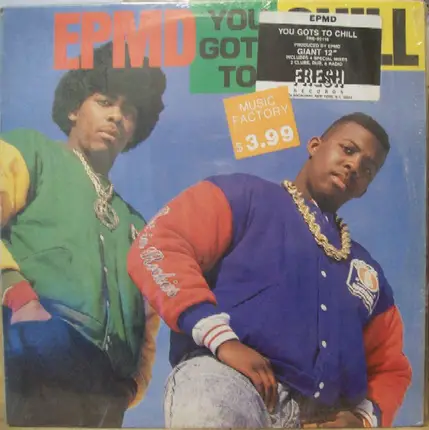 EPMD
YOU
GOT
TO
CHILL
EPMD
YOU GOTS TO CHILL
PRODUCED BY EPMD
GIANT 12"
INCLUDES 4 SPECIAL MIXES
2 CLUBS, DUB, & RADIO
FRESH
RECORDS
MUSIC
FACTORY
$3.99